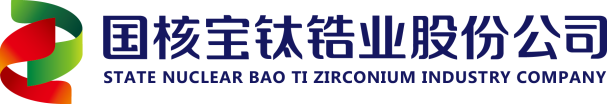 国核宝钛锆业股份公司
STATE NUCLEAR BAO TI ZIRCONIUM INDUSTRY COMPANY